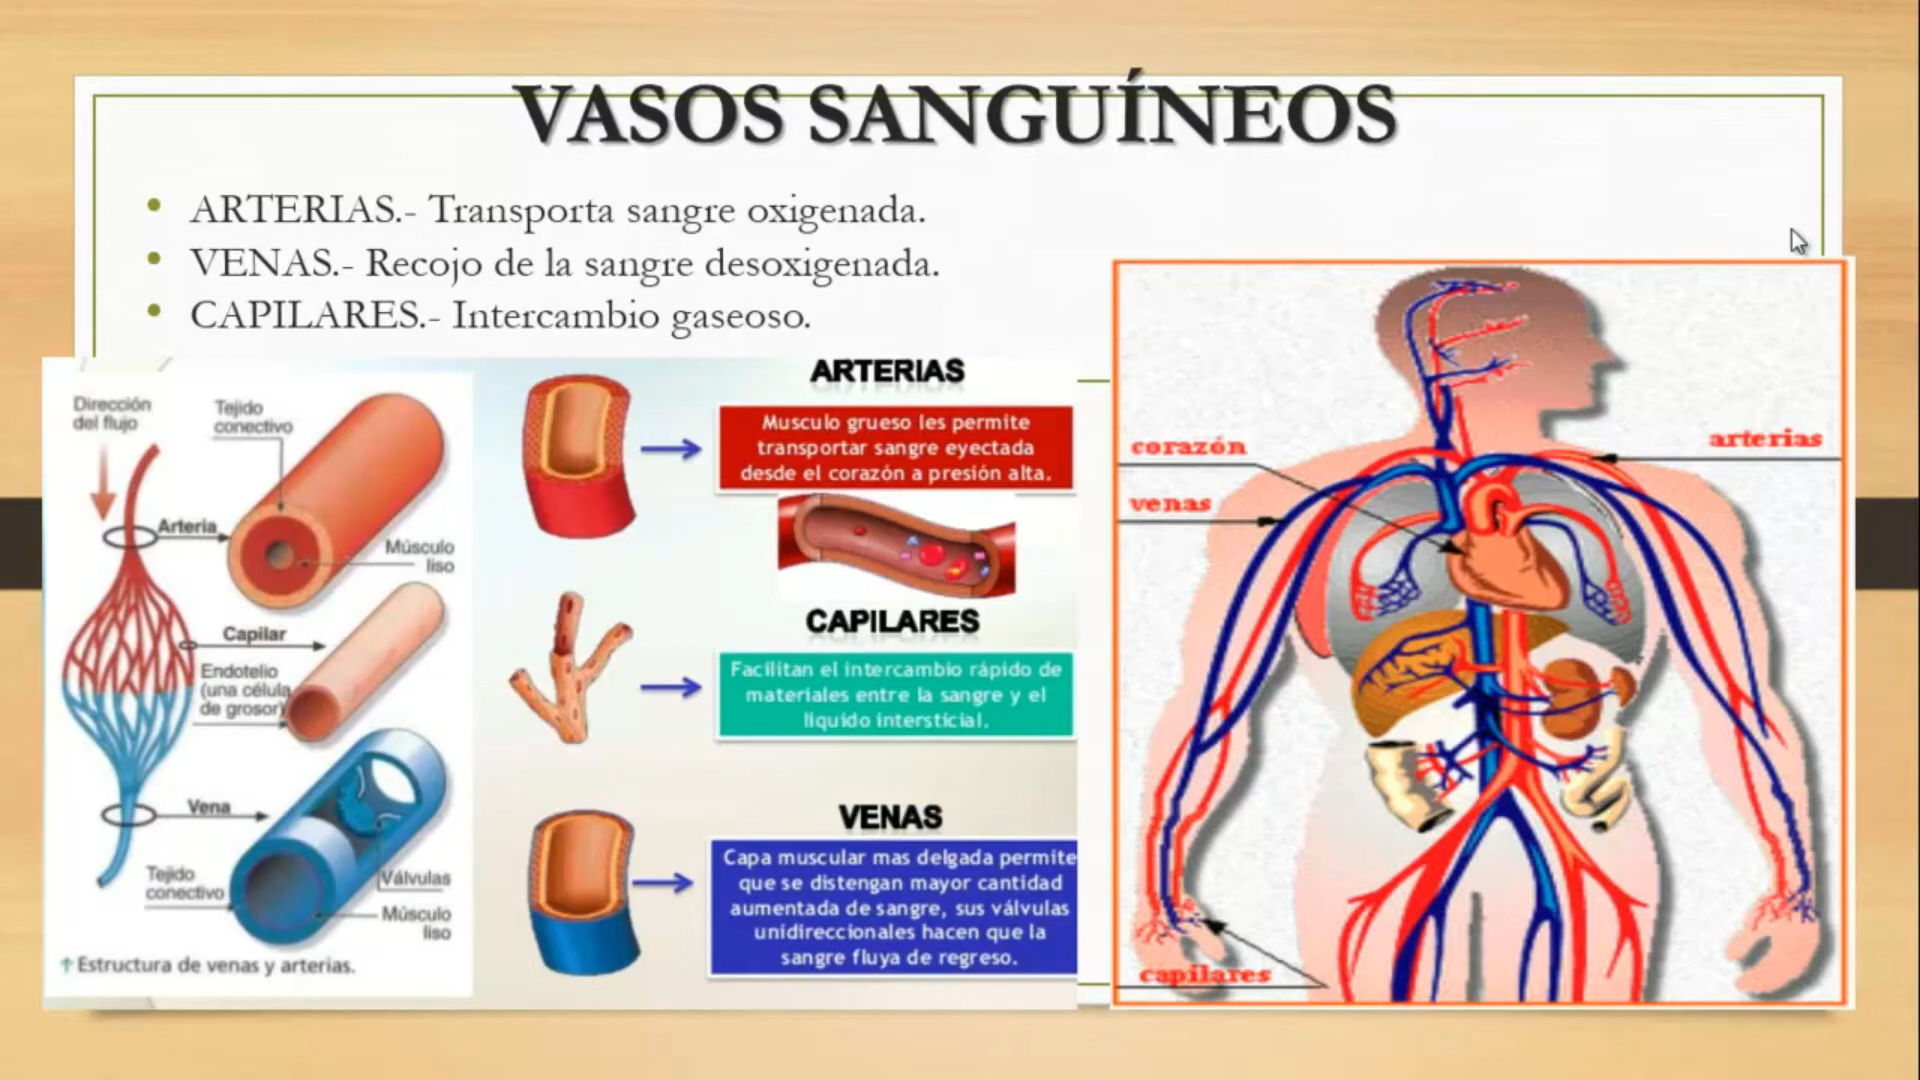 VASOS SANGUÍNEOS
• ARTERIAS.- Transporta sangre oxigenada.
• VENAS.- Recojo de la sangre desoxigenada.
• CAPILARES.- Intercambio gaseoso.
Dirección
del flujo
Tejido
conectivo
Arteria
Músculo
liso
Capilar
Endotelio
(una célula
de grosor)
Vena
Tejido
conectivo
Válvulas
Músculo
liso
↑ Estructura de venas y arterias.
ARTERIAS
Musculo grueso les permite
transportar sangre eyectada
desde el corazón a presión alta.
CAPILARES
Facilitan el intercambio rápido de
materiales entre la sangre y el
liquido intersticial.
VENAS
Capa muscular mas delgada permite
que se distengan mayor cantidad
aumentada de sangre, sus válvulas
unidireccionales hacen que la
sangre fluya de regreso.
corazón
arterias
venas
capilares